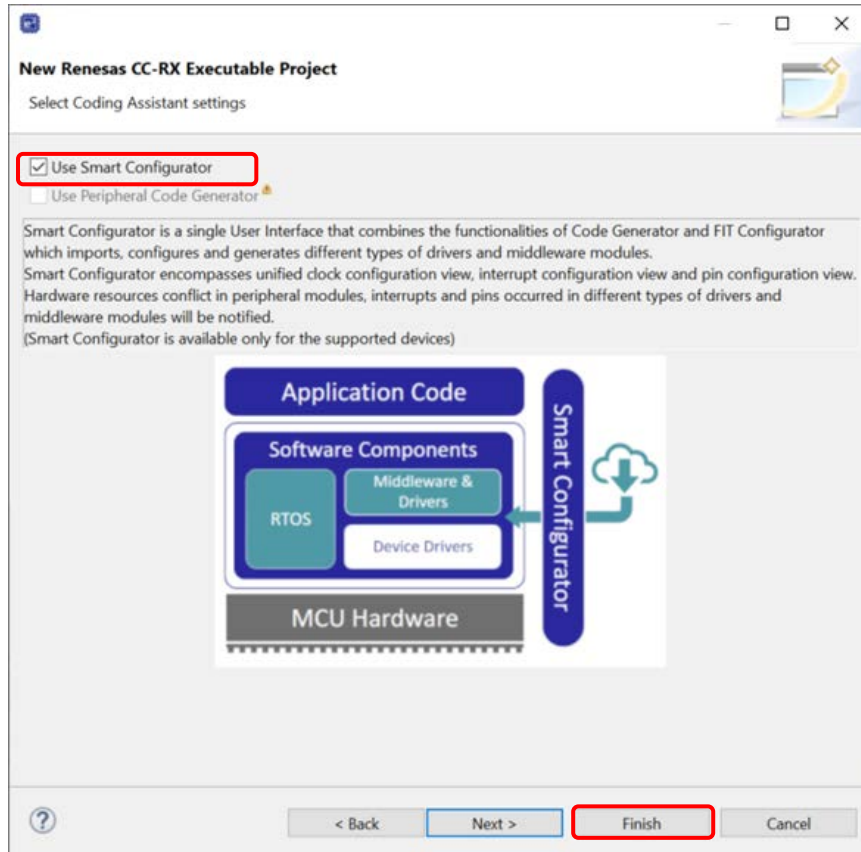 New Renesas CC-RX Executable Project
Select Coding Assistant settings
Use Smart Configurator
Use Peripheral Code Generator
Smart Configurator is a single User Interface that combines the functionalities of Code Generator and FIT Configurator
which imports, configures and generates different types of drivers and middleware modules.
Smart Configurator encompasses unified clock configuration view, interrupt configuration view and pin configuration view.
Hardware resources conflict in peripheral modules, interrupts and pins occurred in different types of drivers and
middleware modules will be notified.
(Smart Configurator is available only for the supported devices)
Application Code
Software Components
RTOS
Middleware &
Drivers
Device Drivers
MCU Hardware
Smart Configurator
< Back
Next >
Finish
Cancel